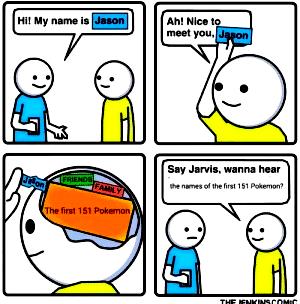 Hi! My name is Jason
Ah! Nice to
meet you, Jason
Jason
FRIENDS
FAMILY
The first 151 Pokemon
Say Jarvis, wanna hear
the names of the first 151 Pokemon?
THE JENKINS COMIC